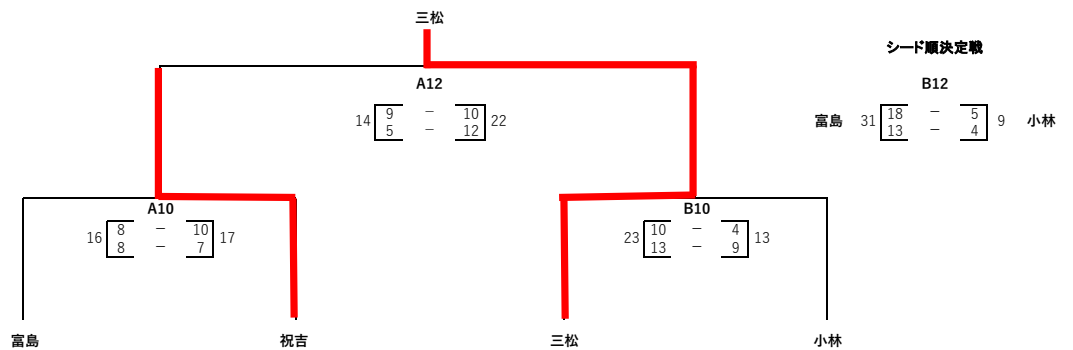 三松
シード順決定戦
A12
B12
14 9 － 10 22
5 － 12
富島 31 18 － 5 9 小林
13 － 4
A10
B10
16 8 － 10 17
8 － 7
23 10 － 4 13
13 － 9
富島 祝吉 三松 小林